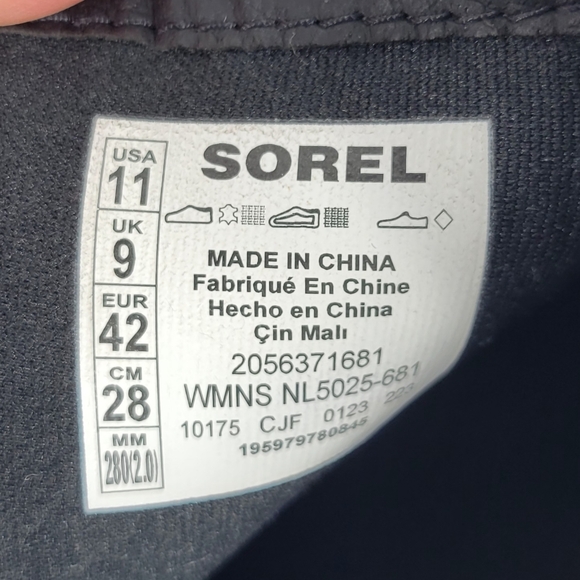 USA
11
UK
9
EUR
42
CM
28
MM
280(2.0)
SOREL
MADE IN CHINA
Fabriqué En Chine
Hecho en China
Çin Malı
2056371681
WMNS NL5025-681
10175 CJF 0123
195979780845